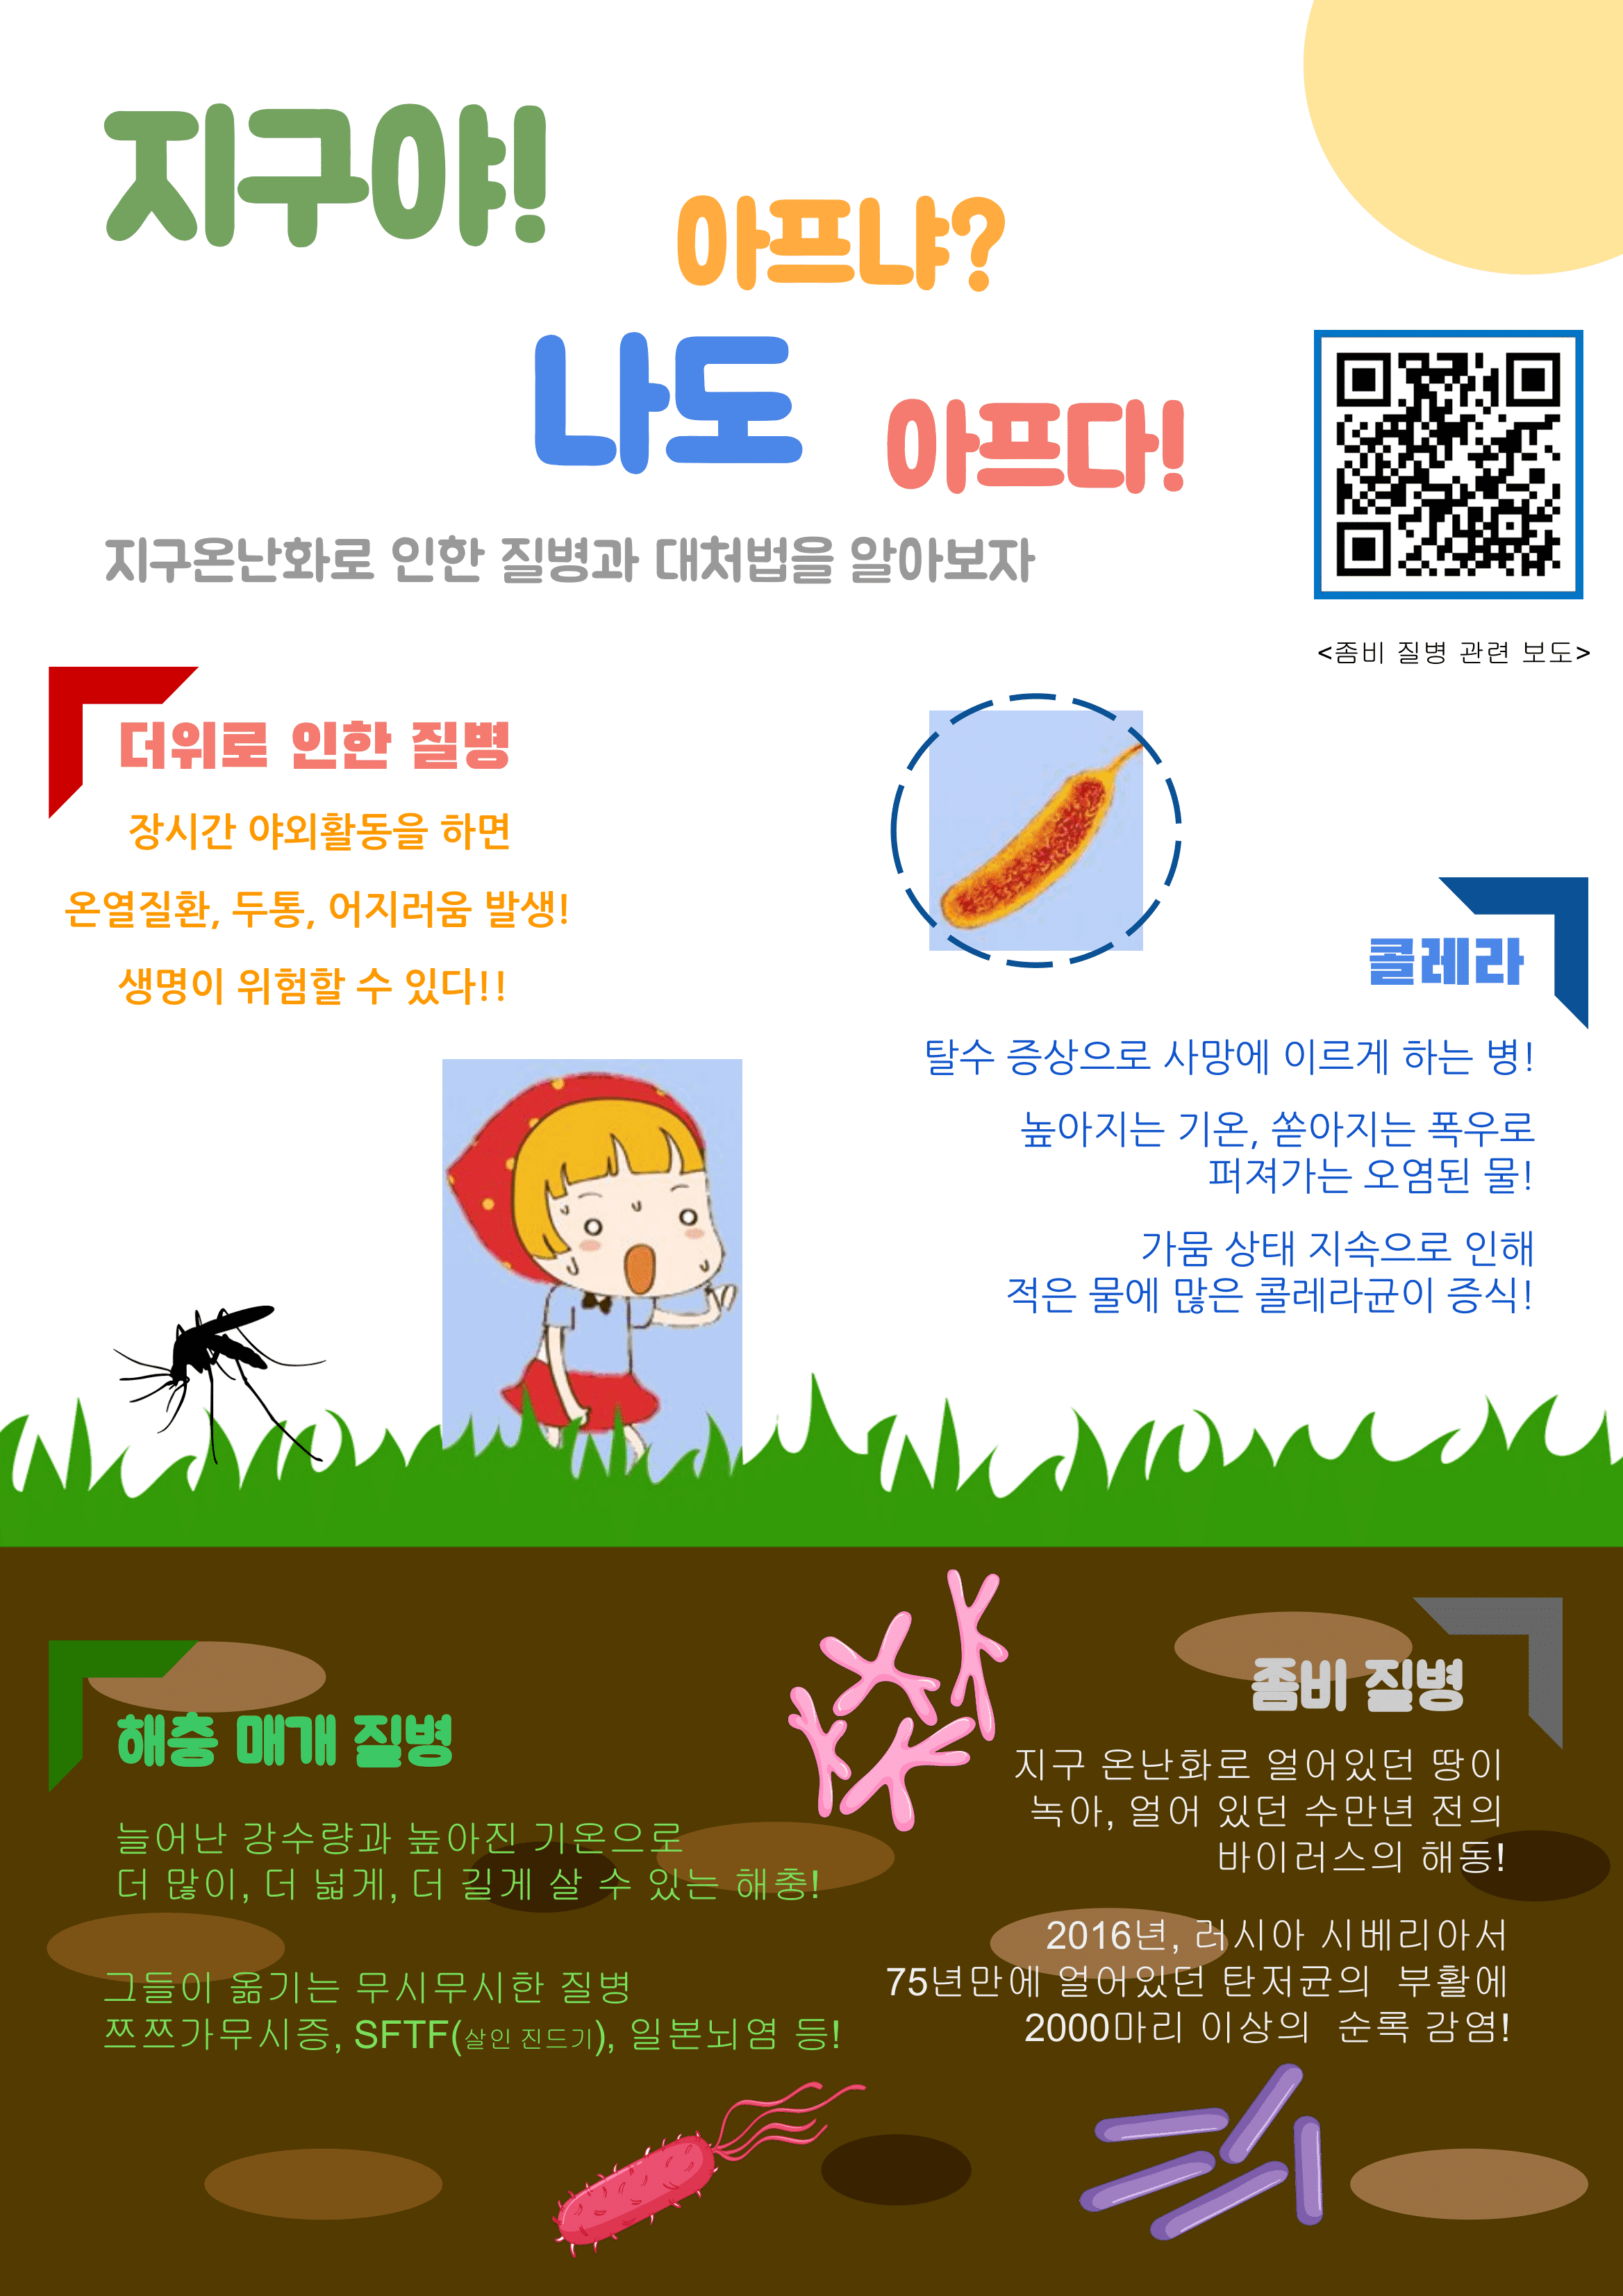 지구야!
아프냐?
나도
아프다!
지구온난화로 인한 질병과 대처법을 알아보자
<좀비 질병 관련 보도>
더위로 인한 질병
장시간 야외활동을 하면
온열질환, 두통, 어지러움 발생!
생명이 위험할 수 있다!!
콜레라
탈수 증상으로 사망에 이르게 하는 병!
높아지는 기온, 쏟아지는 폭우로
퍼져가는 오염된 물!
가뭄 상태 지속으로 인해
적은 물에 많은 콜레라균이 증식!
해충 매개 질병
늘어난 강수량과 높아진 기온으로
더 많이, 더 넓게, 더 길게 살 수 있는 해충!
그들이 옮기는 무시무시한 질병
쯔쯔가무시증, SFTF(살인 진드기), 일본뇌염 등!
좀비 질병
지구 온난화로 얼어있던 땅이
녹아, 얼어 있던 수만년 전의
바이러스의 해동!
2016년, 러시아 시베리아서
75년만에 얼어있던 탄저균의 부활에
2000마리 이상의 순록 감염!